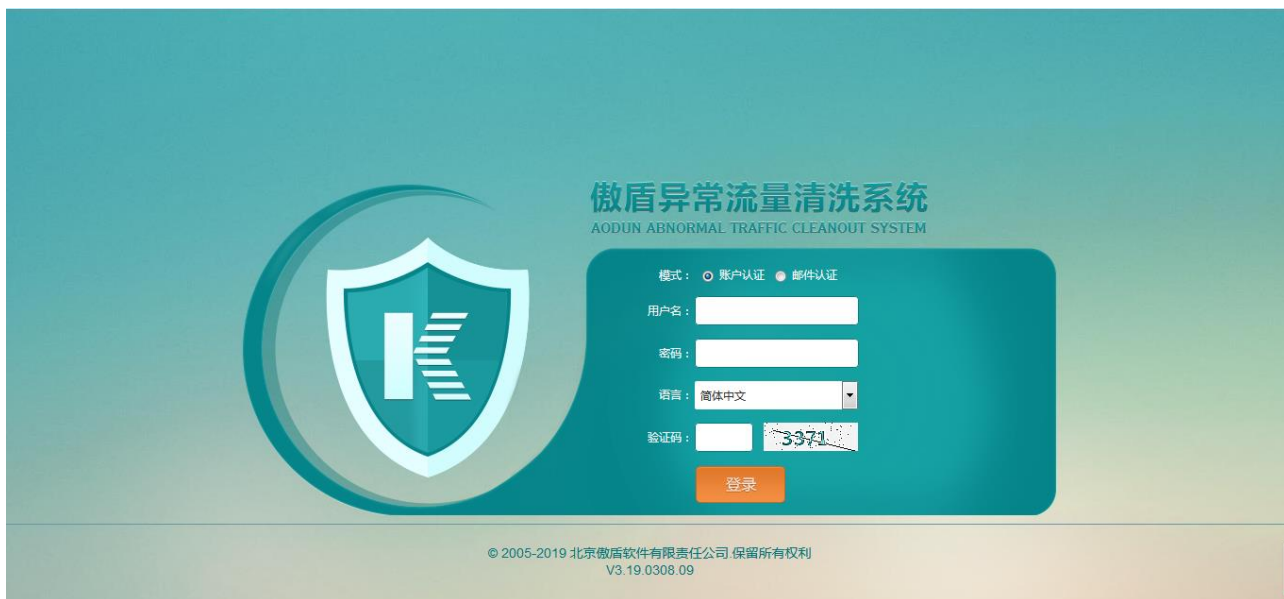 傲盾异常流量清洗系统
AODUN ABNORMAL TRAFFIC CLEANOUT SYSTEM
模式： 账户认证 邮件认证
用户名：
密码：
语言： 简体中文
验证码： 3371
登录
© 2005-2019 北京傲盾软件有限责任公司.保留所有权利
V3.19.0308.09
K